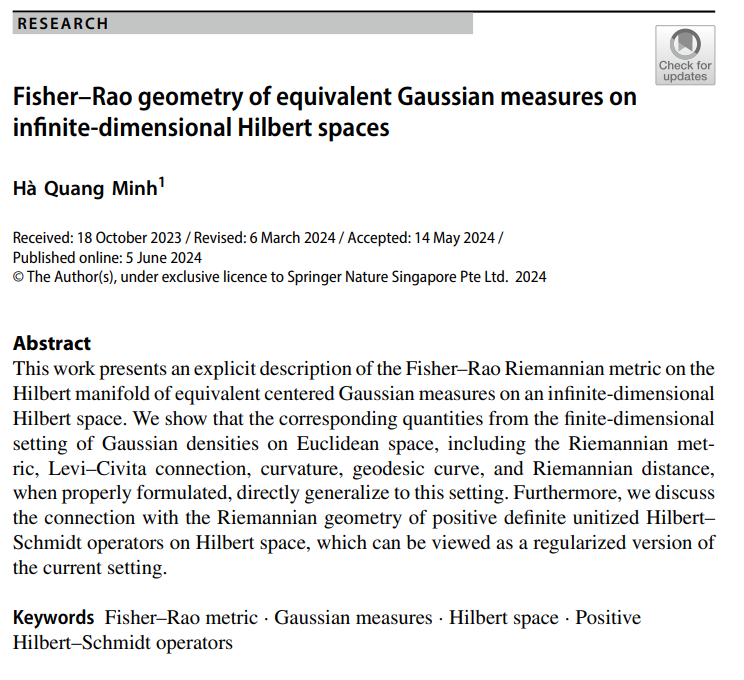 RESEARCH
Check for
updates
Fisher–Rao geometry of equivalent Gaussian measures on
infinite-dimensional Hilbert spaces
Hà Quang Minh1
Received: 18 October 2023 / Revised: 6 March 2024 / Accepted: 14 May 2024 /
Published online: 5 June 2024
© The Author(s), under exclusive licence to Springer Nature Singapore Pte Ltd. 2024
Abstract
This work presents an explicit description of the Fisher–Rao Riemannian metric on the
Hilbert manifold of equivalent centered Gaussian measures on an infinite-dimensional
Hilbert space. We show that the corresponding quantities from the finite-dimensional
setting of Gaussian densities on Euclidean space, including the Riemannian met-
ric, Levi–Civita connection, curvature, geodesic curve, and Riemannian distance,
when properly formulated, directly generalize to this setting. Furthermore, we discuss
the connection with the Riemannian geometry of positive definite unitized Hilbert–
Schmidt operators on Hilbert space, which can be viewed as a regularized version of
the current setting.
Keywords Fisher–Rao metric · Gaussian measures · Hilbert space · Positive
Hilbert–Schmidt operators